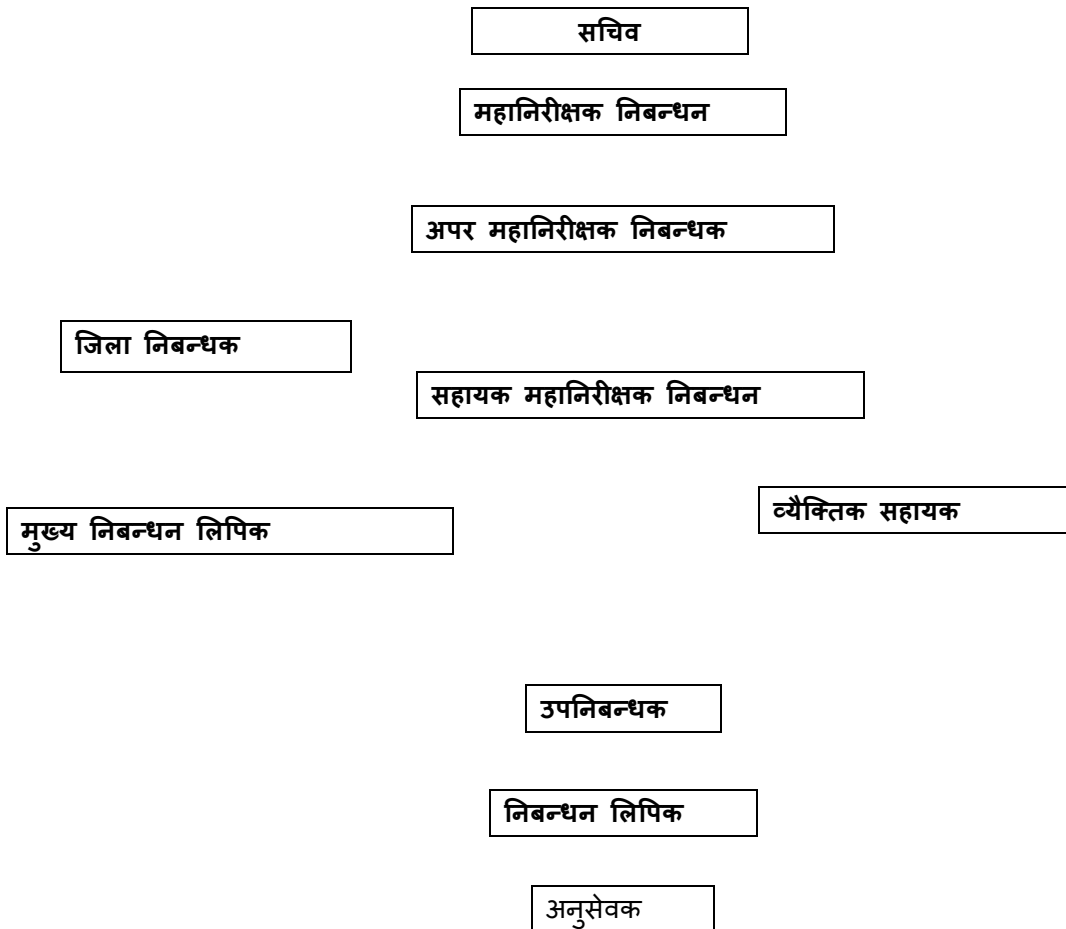 सचिव
महानिरीक्षक निबन्धन
अपर महानिरीक्षक निबन्धक
जिला निबन्धक
सहायक महानिरीक्षक निबन्धन
व्यैक्तिक सहायक
मुख्य निबन्धन लिपिक
उपनिबन्धक
निबन्धन लिपिक
अनुसेवक